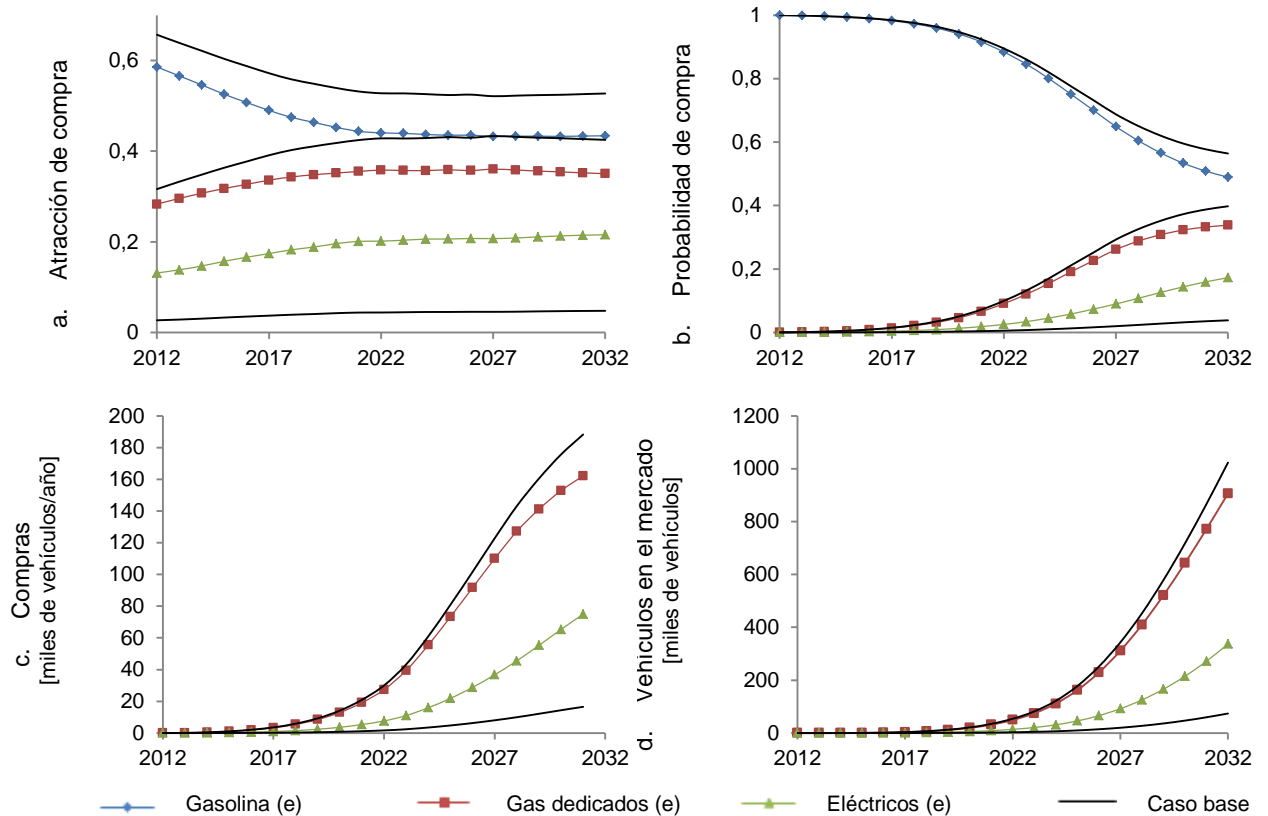 a. Atracción de compra
0,6
0,4
0,2
0
2012 2017 2022 2027 2032
b. Probabilidad de compra
1
0,8
0,6
0,4
0,2
0
2012 2017 2022 2027 2032
c. Compras
[miles de vehículos/año]
200
180
160
140
120
100
80
60
40
20
0
2012 2017 2022 2027 2032
d. Vehículos en el mercado
[miles de vehículos]
1200
1000
800
600
400
200
0
2012 2017 2022 2027 2032
Gasolina (e) Gas dedicados (e) Eléctricos (e) Caso base